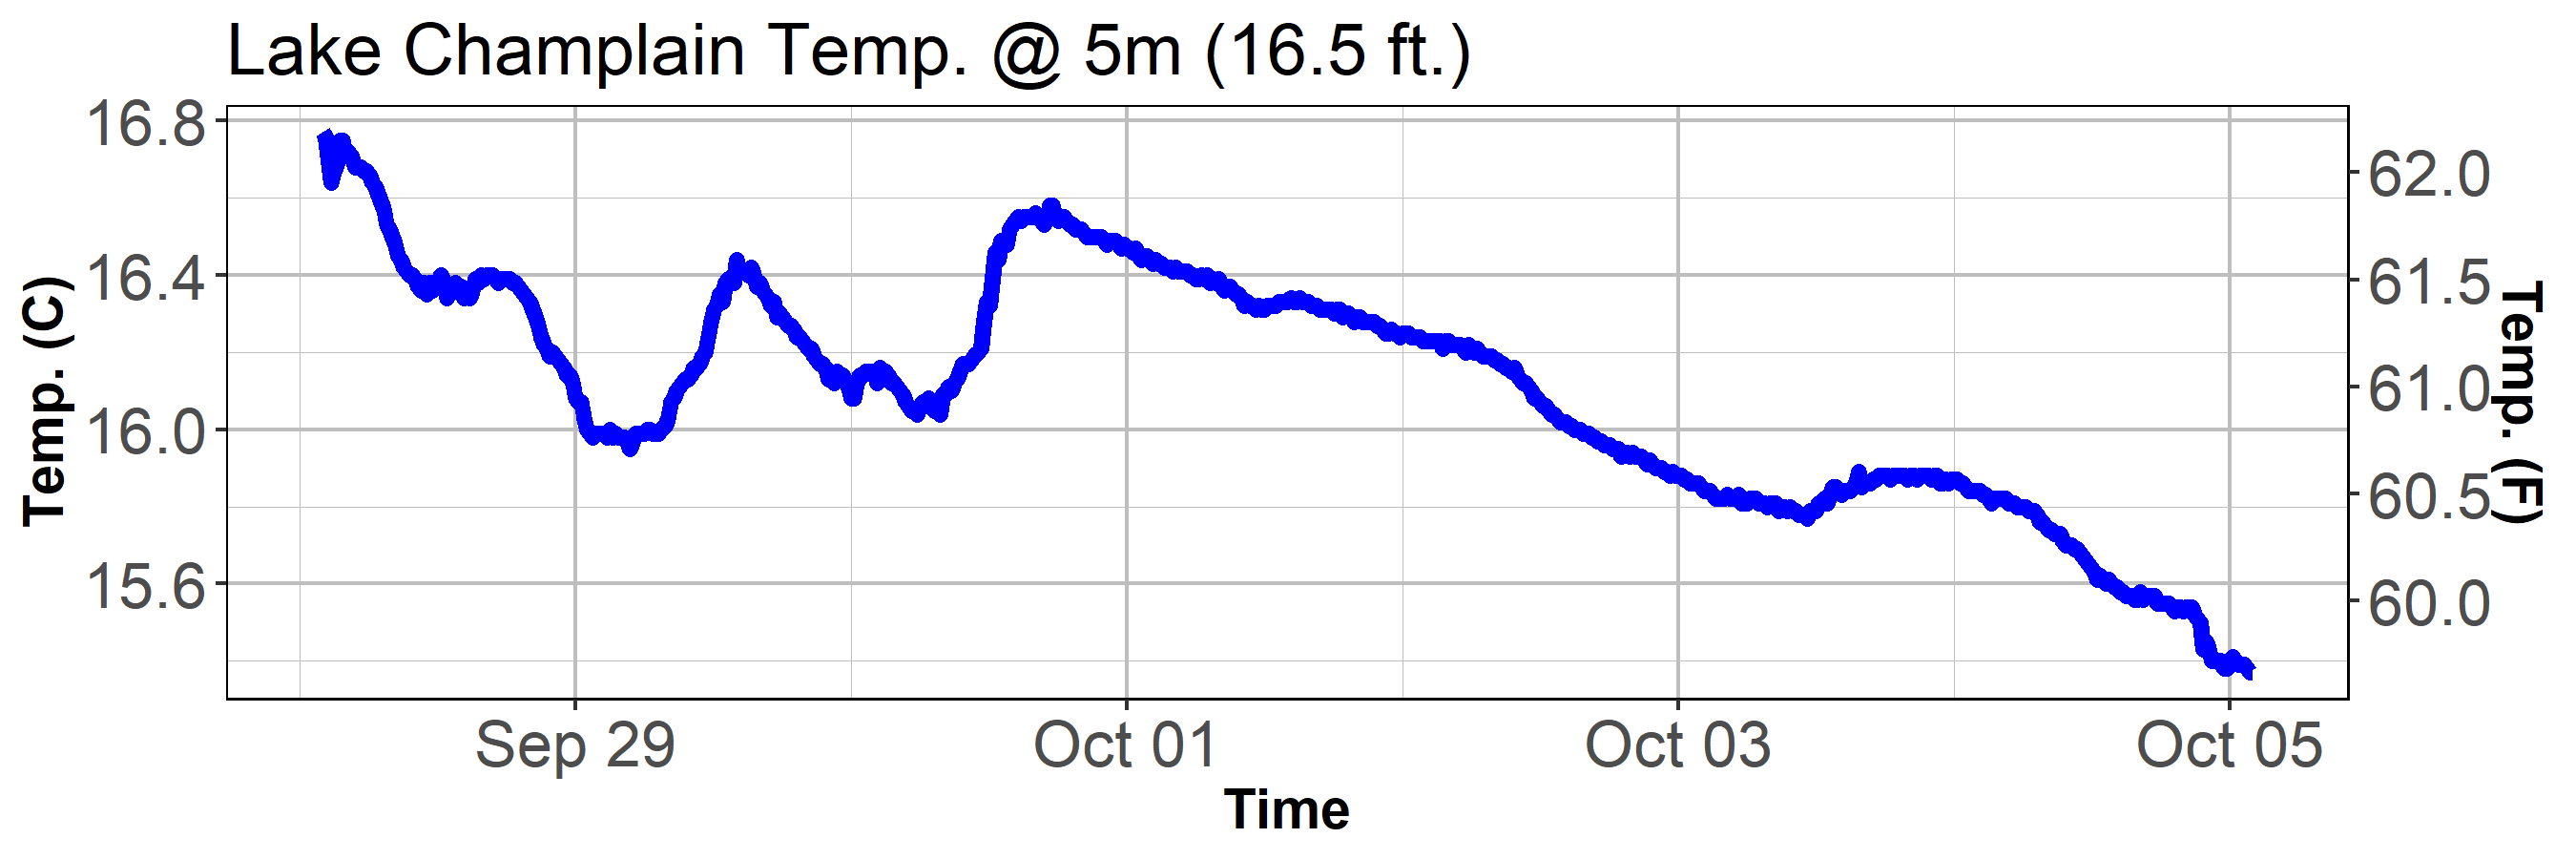 Lake Champlain Temp. @ 5m (16.5 ft.)
16.8
16.4
16.0
15.6
Temp. (C)
62.0
61.5
61.0
60.5
60.0
Temp. (F)
Sep 29
Oct 01
Oct 03
Oct 05
Time